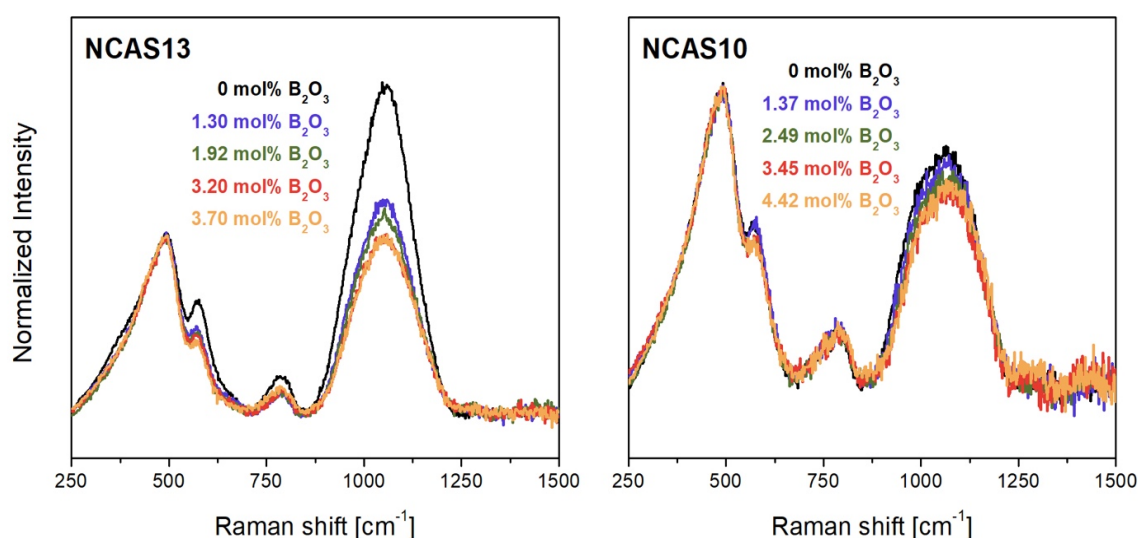 NCAS13
0 mol% B₂O₃
1.30 mol% B₂O₃
1.92 mol% B₂O₃
3.20 mol% B₂O₃
3.70 mol% B₂O₃
Normalized Intensity
250 500 750 1000 1250 1500
Raman shift [cm⁻¹]
NCAS10
0 mol% B₂O₃
1.37 mol% B₂O₃
2.49 mol% B₂O₃
3.45 mol% B₂O₃
4.42 mol% B₂O₃
250 500 750 1000 1250 1500
Raman shift [cm⁻¹]